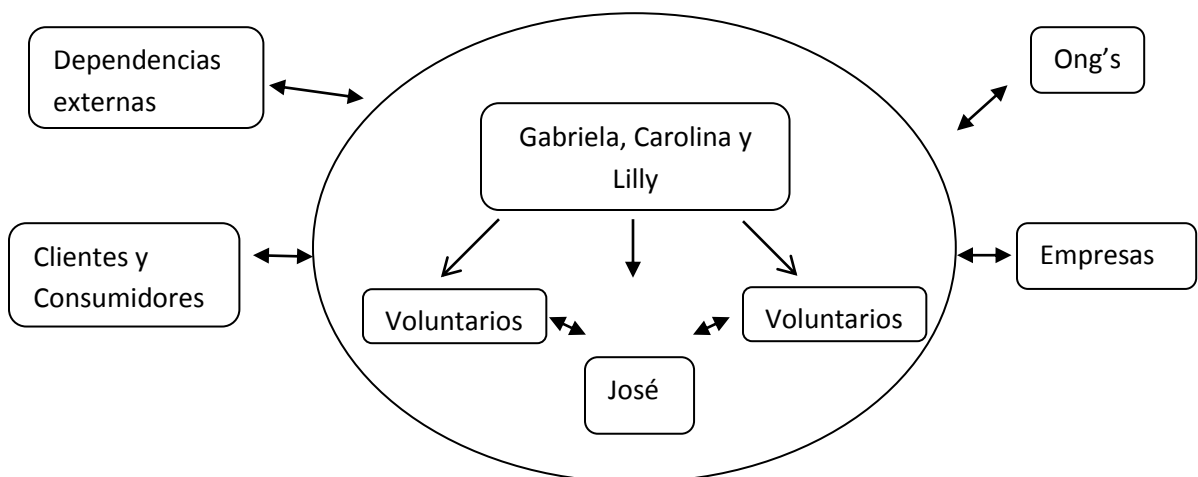 Dependencias
externas
Ong's
Gabriela, Carolina y
Lilly
Clientes y
Consumidores
Empresas
Voluntarios
Voluntarios
José